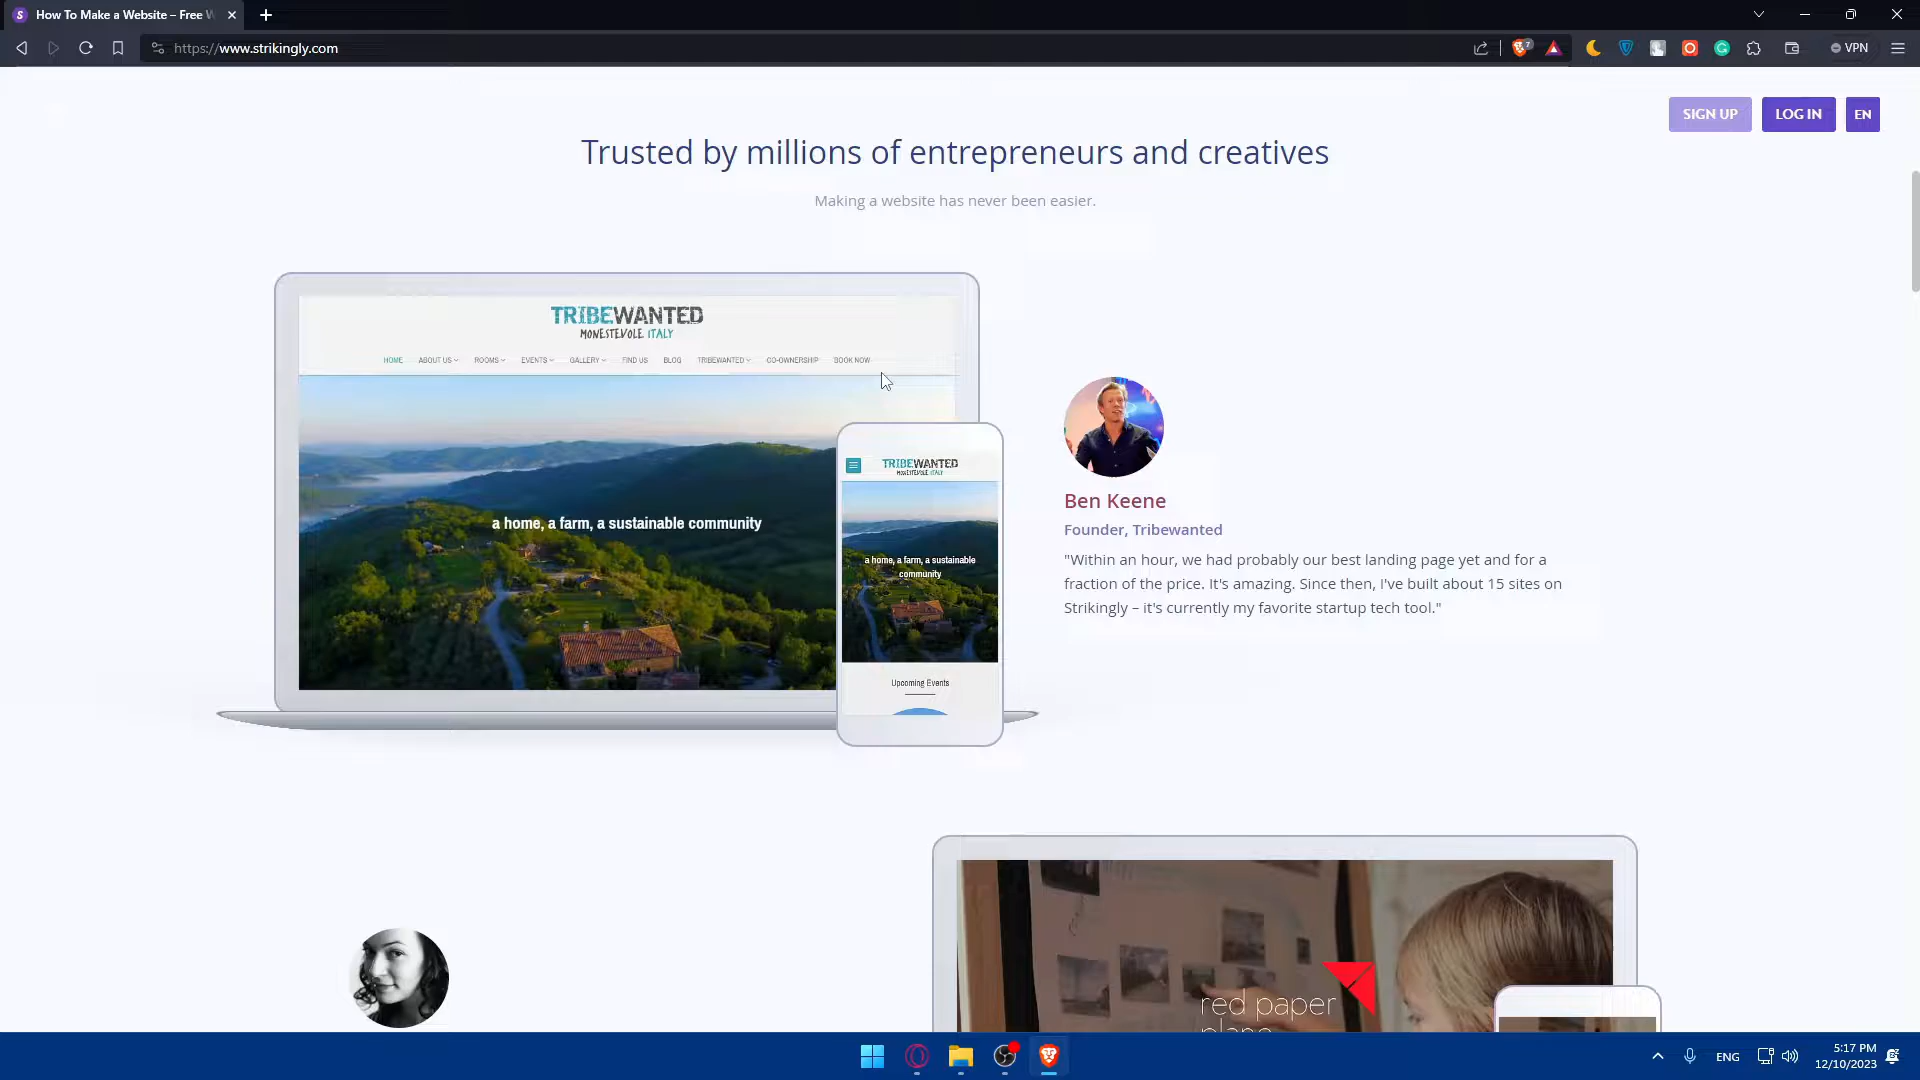 How To Make a Website – Free W
https://www.strikingly.com
7
VPN
SIGN UP
LOG IN
EN
Trusted by millions of entrepreneurs and creatives
Making a website has never been easier.
TRIBEWANTED
MONESTEVOLE ITALY
HOME ABOUT US ROOMS EVENTS GALLERY FIND US BLOG TRIBEWANTED CO-OWNERSHIP BOOK NOW
a home, a farm, a sustainable community
TRIBEWANTED
MONESTEVOLE ITALY
a home, a farm, a sustainable
community
Upcoming Events
Ben Keene
Founder, Tribewanted
"Within an hour, we had probably our best landing page yet and for a
fraction of the price. It's amazing. Since then, I've built about 15 sites on
Strikingly – it's currently my favorite startup tech tool."
red paper
plane
ENG
5:17 PM
12/10/2023